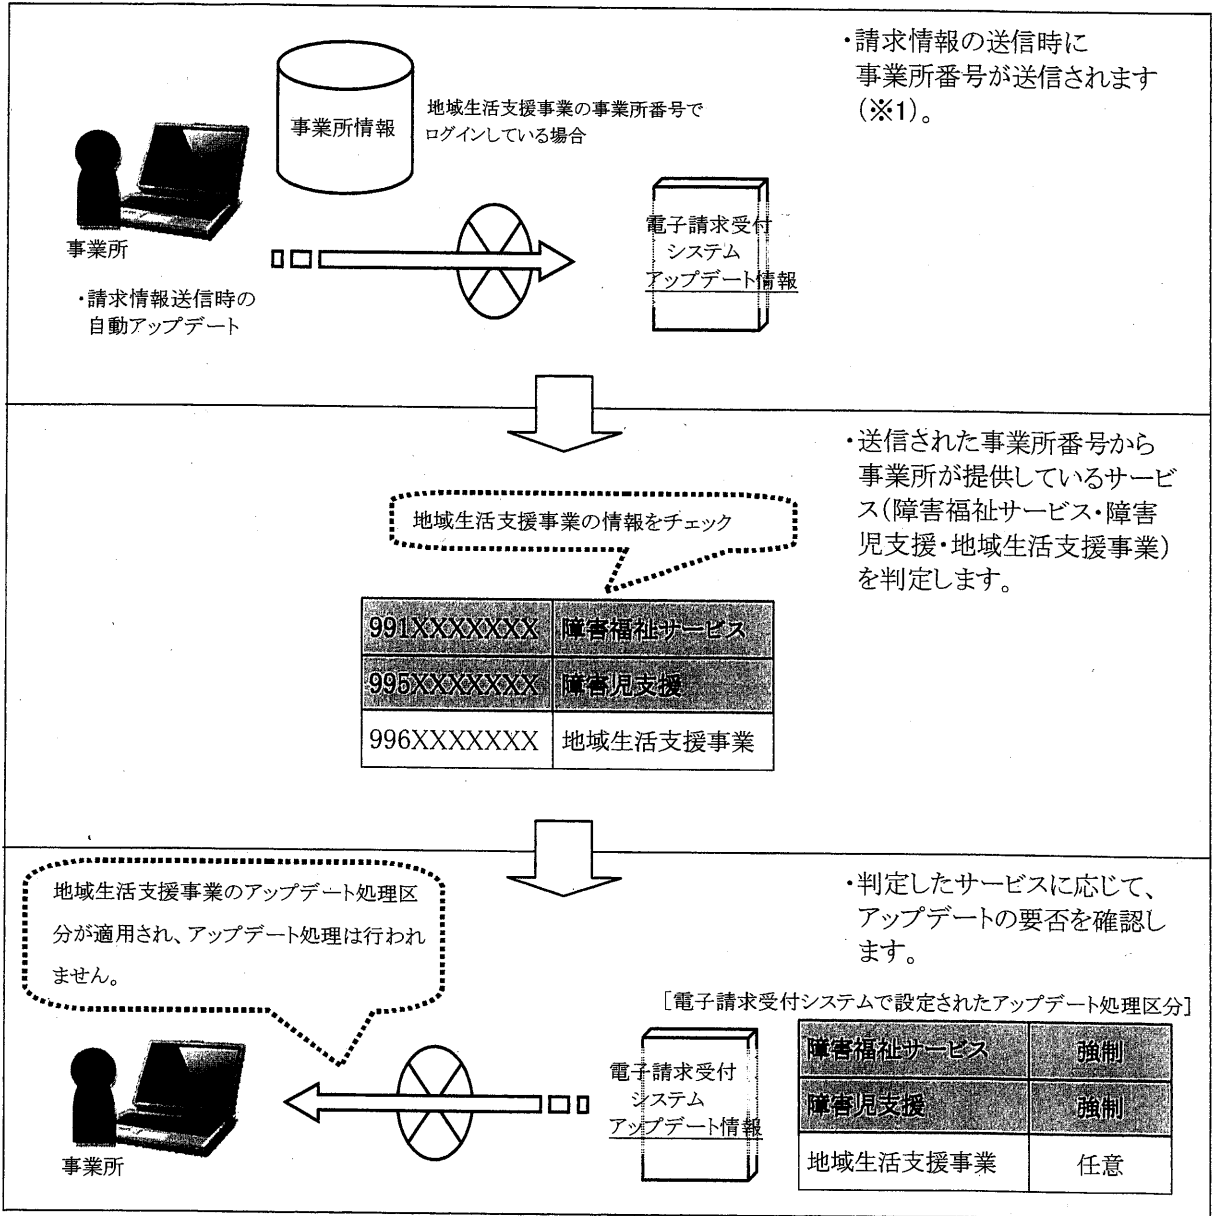 ・請求情報の送信時に
事業所番号が送信されます
(※1)。
事業所情報
地域生活支援事業の事業所番号で
ログインしている場合
事業所
・請求情報送信時の
自動アップデート
電子請求受付
システム
アップデート情報
・送信された事業所番号から
事業所が提供しているサービ
ス(障害福祉サービス・障害
児支援・地域生活支援事業)
を判定します。
地域生活支援事業の情報をチェック
991XXXXXXX 障害福祉サービス
995XXXXXXX 障害児支援
996XXXXXXX 地域生活支援事業
・判定したサービスに応じて、
アップデートの要否を確認し
ます。
地域生活支援事業のアップデート処理区
分が適用され、アップデート処理は行われ
ません。
[電子請求受付システムで設定されたアップデート処理区分]
事業所
電子請求受付
システム
アップデート情報
障害福祉サービス 強制
障害児支援 強制
地域生活支援事業 任意